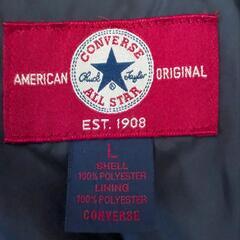 CONVERSE
AMERICAN Chuck Taylor ORIGINAL
ALL STAR
EST. 1908
L
SHELL
100% POLYESTER
LINING
100% POLYESTER
CONVERSE